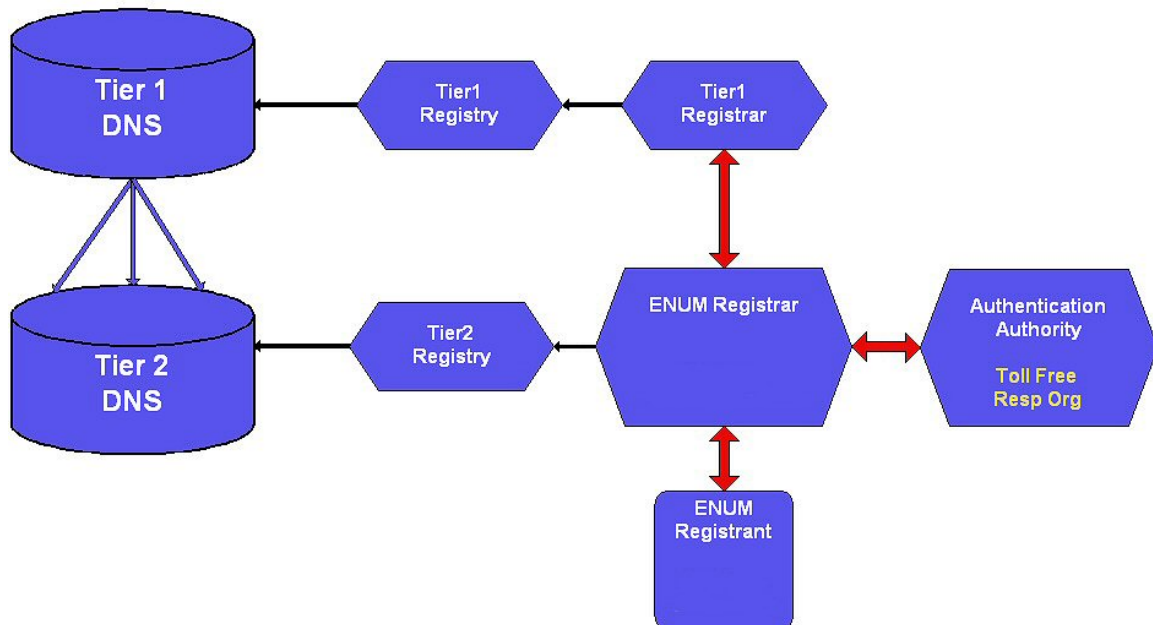 Tier 1
DNS
Tier1
Registry
Tier1
Registrar
ENUM Registrar
Authentication
Authority
Toll Free
Resp Org
Tier2
Registry
Tier 2
DNS
ENUM
Registrant